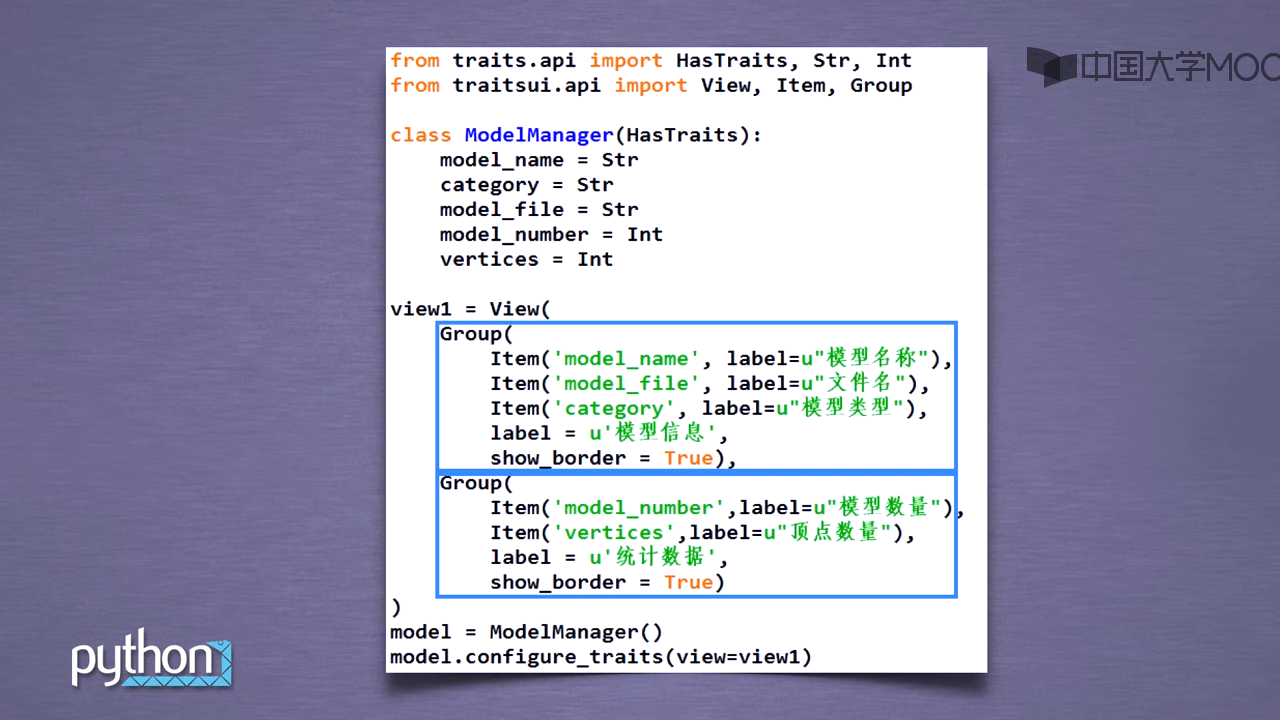 from traits.api import HasTraits, Str, Int
from traitsui.api import View, Item, Group
class ModelManager(HasTraits):
    model_name = Str
    category = Str
    model_file = Str
    model_number = Int
    vertices = Int
view1 = View(
    Group(
        Item('model_name', label=u"模型名称"),
        Item('model_file', label=u"文件名"),
        Item('category', label=u"模型类型"),
        label = u'模型信息',
        show_border = True),
    Group(
        Item('model_number',label=u"模型数量"),
        Item('vertices',label=u"顶点数量"),
        label = u'统计数据',
        show_border = True)
)
model = ModelManager()
model.configure_traits(view=view1)
中国大学MOO
python